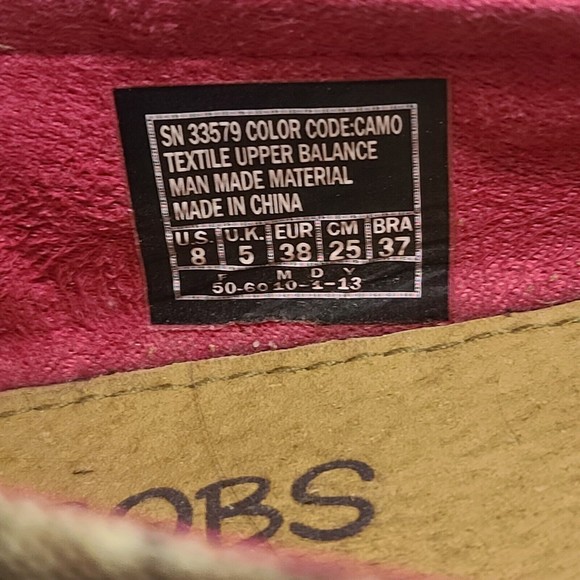 SN 33579 COLOR CODE:CAMO
TEXTILE UPPER BALANCE
MAN MADE MATERIAL
MADE IN CHINA
U.S. U.K. EUR CM BRA
8 5 38 25 37
F M D Y
50-60 10-1-13
OBS